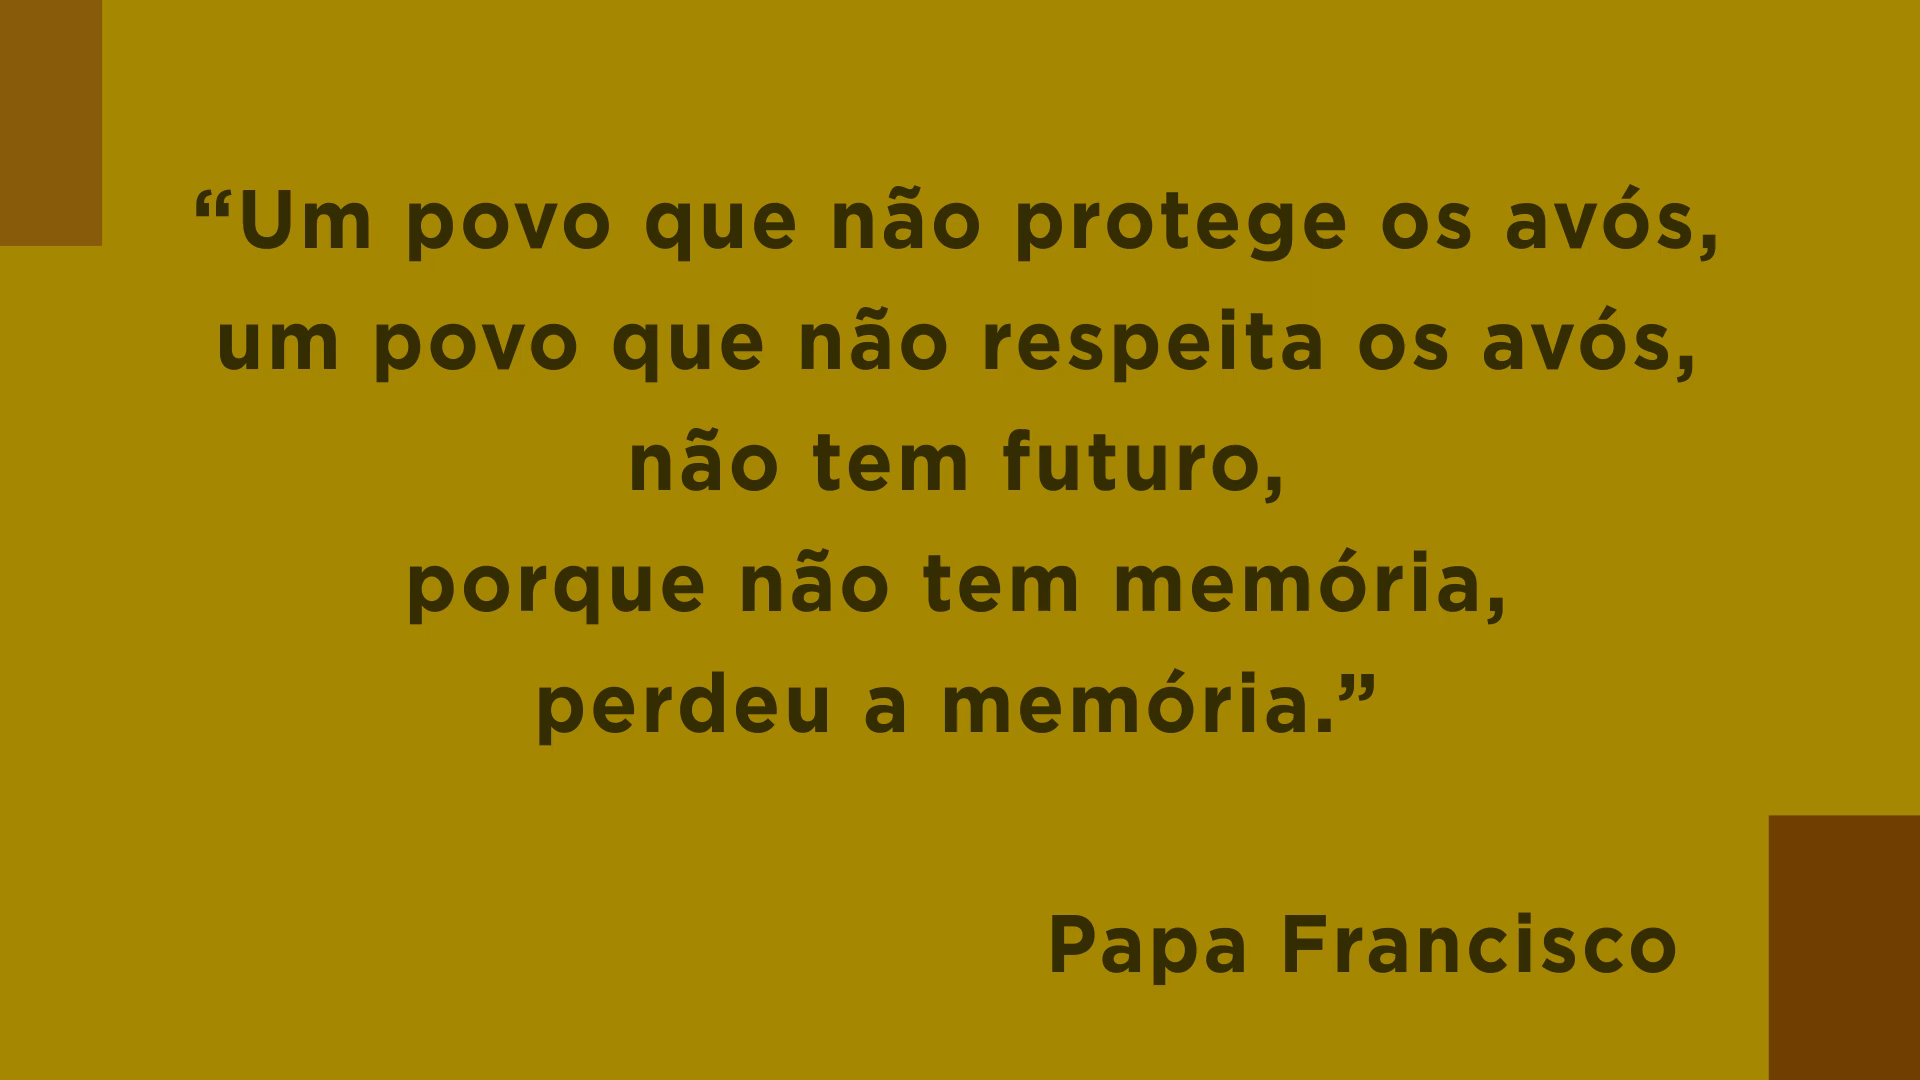 “Um povo que não protege os avós,
um povo que não respeita os avós,
não tem futuro,
porque não tem memória,
perdeu a memória.”
Papa Francisco